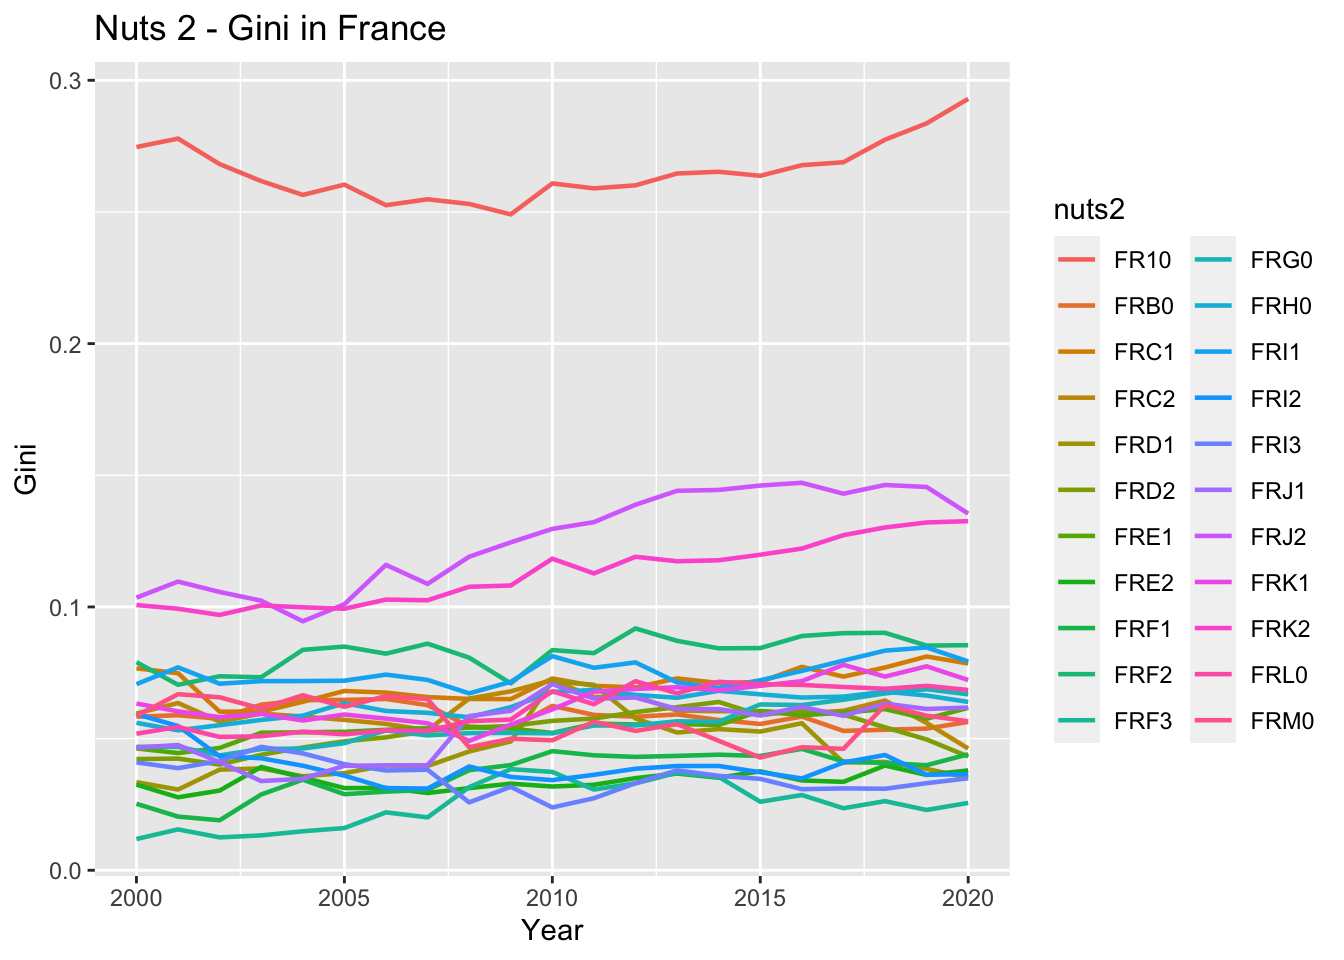 Nuts 2 - Gini in France
0.3
0.2
0.1
0.0
Gini
2000
2005
2010
2015
2020
Year
nuts2
FR10
FRB0
FRC1
FRC2
FRD1
FRD2
FRE1
FRE2
FRF1
FRF2
FRF3
FRG0
FRH0
FRI1
FRI2
FRI3
FRJ1
FRJ2
FRK1
FRK2
FRL0
FRM0